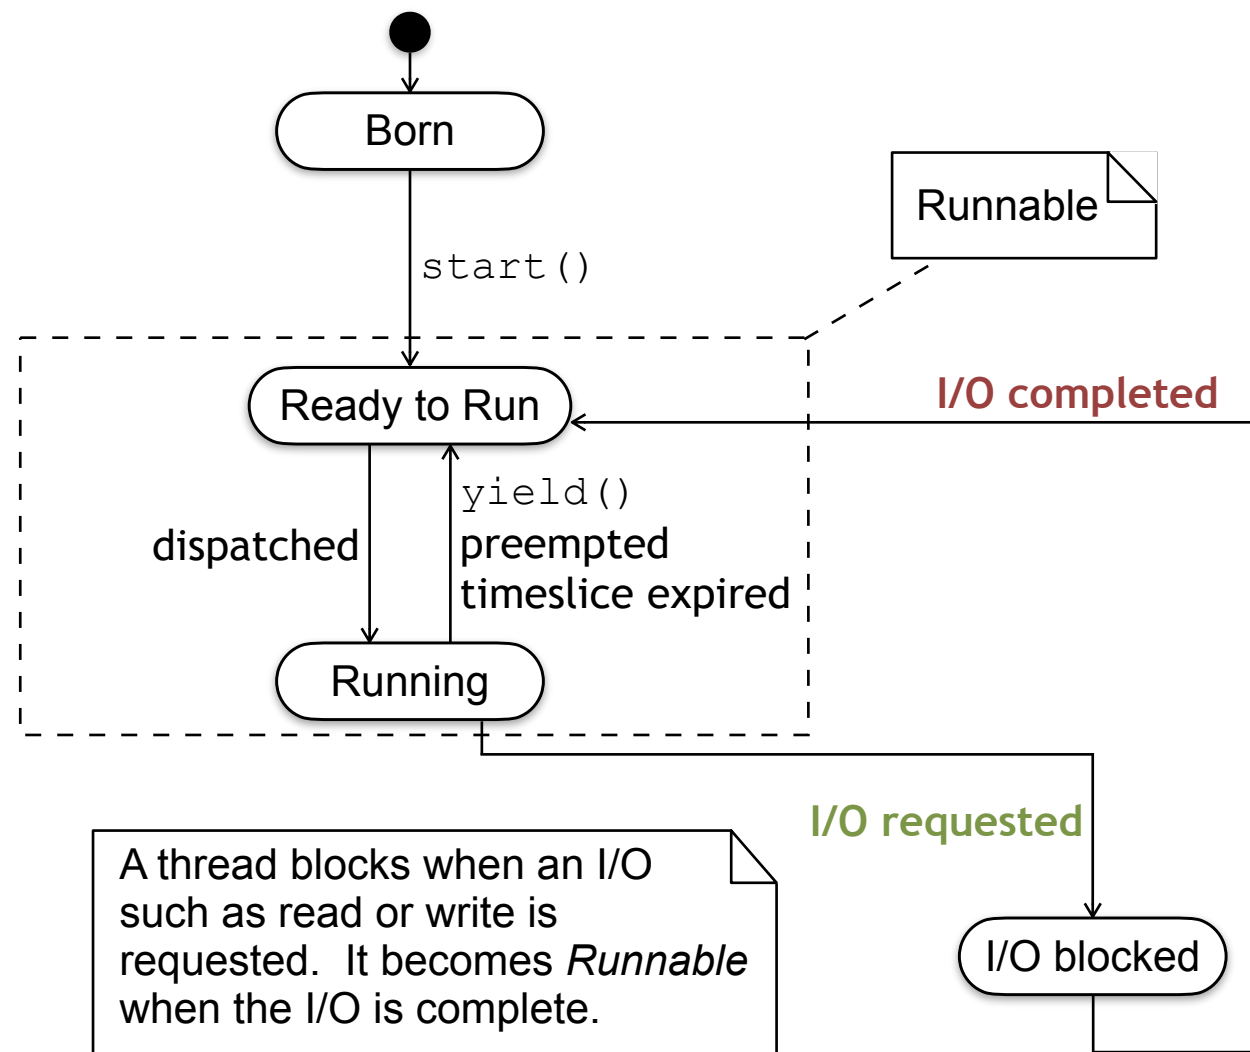 Born
Runnable
start()
Ready to Run
I/O completed
yield()
dispatched
preempted
timeslice expired
Running
I/O requested
A thread blocks when an I/O
such as read or write is
requested.  It becomes Runnable
when the I/O is complete.
I/O blocked